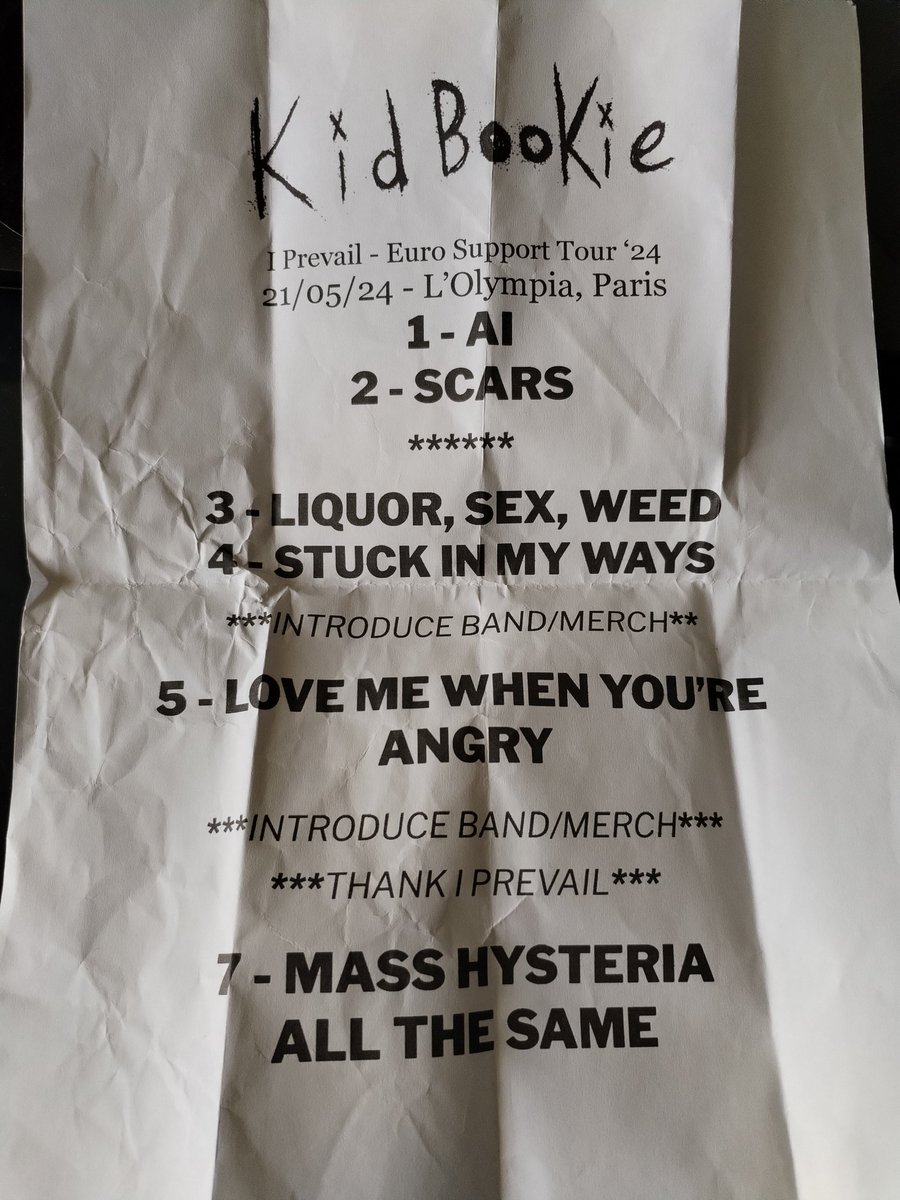 Kid Bookie
I Prevail - Euro Support Tour ‘24
21/05/24 - L’Olympia, Paris
1 - AI
2 - SCARS
******
3 - LIQUOR, SEX, WEED
4 - STUCK IN MY WAYS
***INTRODUCE BAND/MERCH**
5 - LOVE ME WHEN YOU’RE
ANGRY
***INTRODUCE BAND/MERCH***
***THANK I PREVAIL***
7 - MASS HYSTERIA
ALL THE SAME